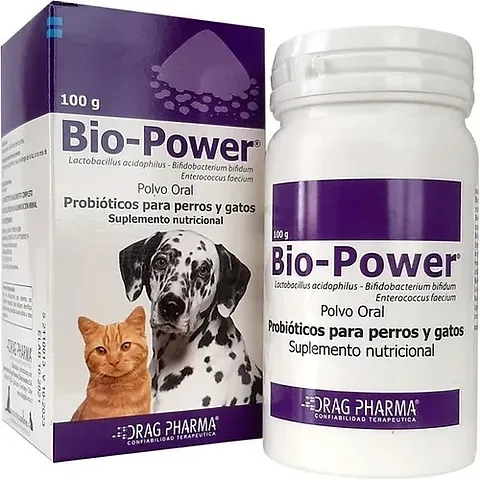 100 g
Bio-Power®
Lactobacillus acidophilus - Bifidobacterium bifidum
Enterococcus faecium
Polvo Oral
Probióticos para perros y gatos
Suplemento nutricional
DRAG PHARMA®
CONFIABILIDAD TERAPEUTICA
DRAG PHARMA
100 g
Bio-Power®
Lactobacillus acidophilus - Bifidobacterium bifidum
Enterococcus faecium
Polvo Oral
Probióticos para perros y gatos
Suplemento nutricional
DRAG PHARMA®
CONFIABILIDAD TERAPEUTICA